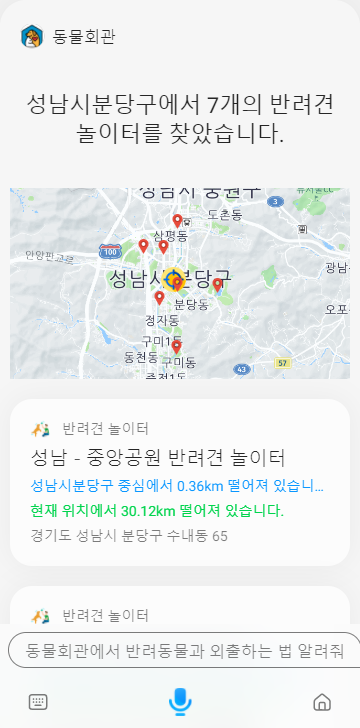 동물회관
성남시분당구에서 7개의 반려견
놀이터를 찾았습니다.
성남시 중원구
3
도촌동
삼평동
안양판교로
100
성남시 분당구
광남
분당동
정자동
오포
구미1동
동천동
구미동
57
43
죽전1동
반려견 놀이터
성남 - 중앙공원 반려견 놀이터
성남시분당구 중심에서 0.36km 떨어져 있습니...
현재 위치에서 30.12km 떨어져 있습니다.
경기도 성남시 분당구 수내동 65
반려견 놀이터
동물회관에서 반려동물과 외출하는 법 알려줘